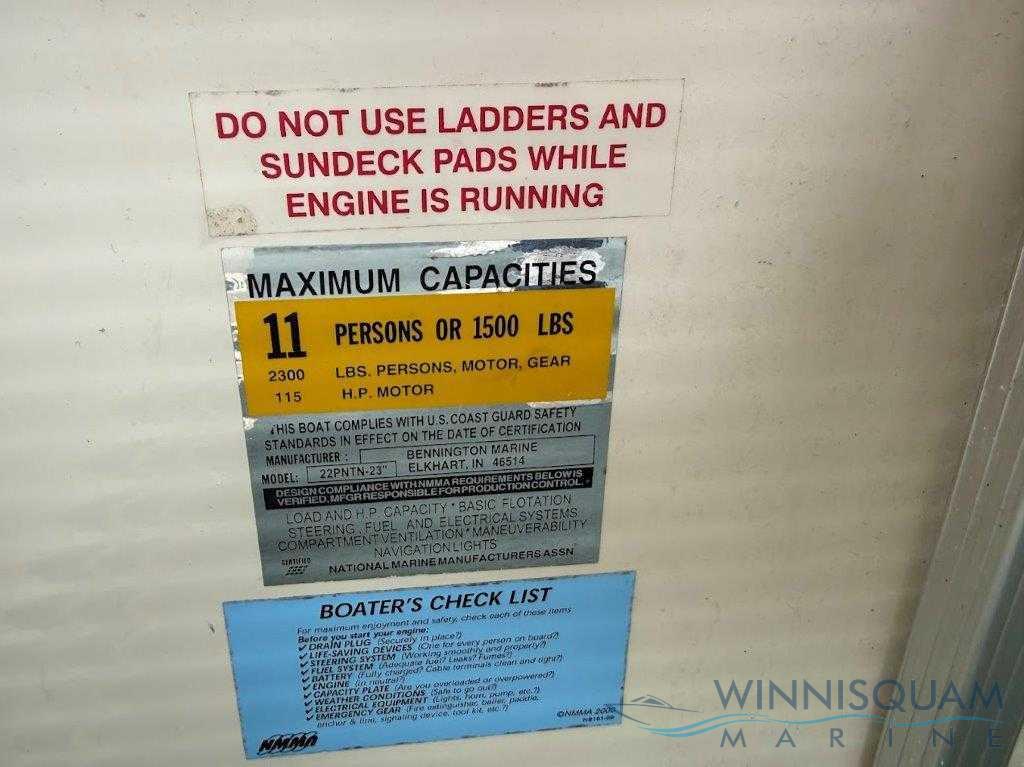 DO NOT USE LADDERS AND
SUNDECK PADS WHILE
ENGINE IS RUNNING
MAXIMUM CAPACITIES
11 PERSONS OR 1500 LBS
2300 LBS. PERSONS, MOTOR, GEAR
115 H.P. MOTOR
THIS BOAT COMPLIES WITH U.S. COAST GUARD SAFETY
STANDARDS IN EFFECT ON THE DATE OF CERTIFICATION
MANUFACTURER : BENNINGTON MARINE
ELKHART, IN 46514
MODEL: 22PNTN-23"
DESIGN COMPLIANCE WITH NMMA REQUIREMENTS BELOW IS
VERIFIED. MFGR RESPONSIBLE FOR PRODUCTION CONTROL.
LOAD AND H.P. CAPACITY * BASIC FLOTATION
STEERING, FUEL AND ELECTRICAL SYSTEMS
COMPARTMENT VENTILATION * MANEUVERABILITY
NAVIGATION LIGHTS
CERTIFIED
NATIONAL MARINE MANUFACTURERS ASSN
BOATER'S CHECK LIST
For maximum enjoyment and safety, check each of these items
Before you start your engine:
✓ DRAIN PLUG (Securely in place?)
✓ LIFE-SAVING DEVICES (One for every person on board?)
✓ STEERING SYSTEM (Working smoothly and properly?)
✓ FUEL SYSTEM (Adequate fuel? Leaks? Fumes?)
✓ BATTERY (Fully charged? Cable terminals clean and tight?)
✓ ENGINE (In neutral?)
✓ CAPACITY PLATE (Are you overloaded or overpowered?)
✓ WEATHER CONDITIONS (Safe to go out?)
✓ ELECTRICAL EQUIPMENT (Lights, horn, pump, etc.?)
✓ EMERGENCY GEAR (Fire extinguisher, bailer, paddle,
anchor & line, signaling device, tool kit, etc.?)
NMMA
©NMMA
WINNISQUAM
MARINE